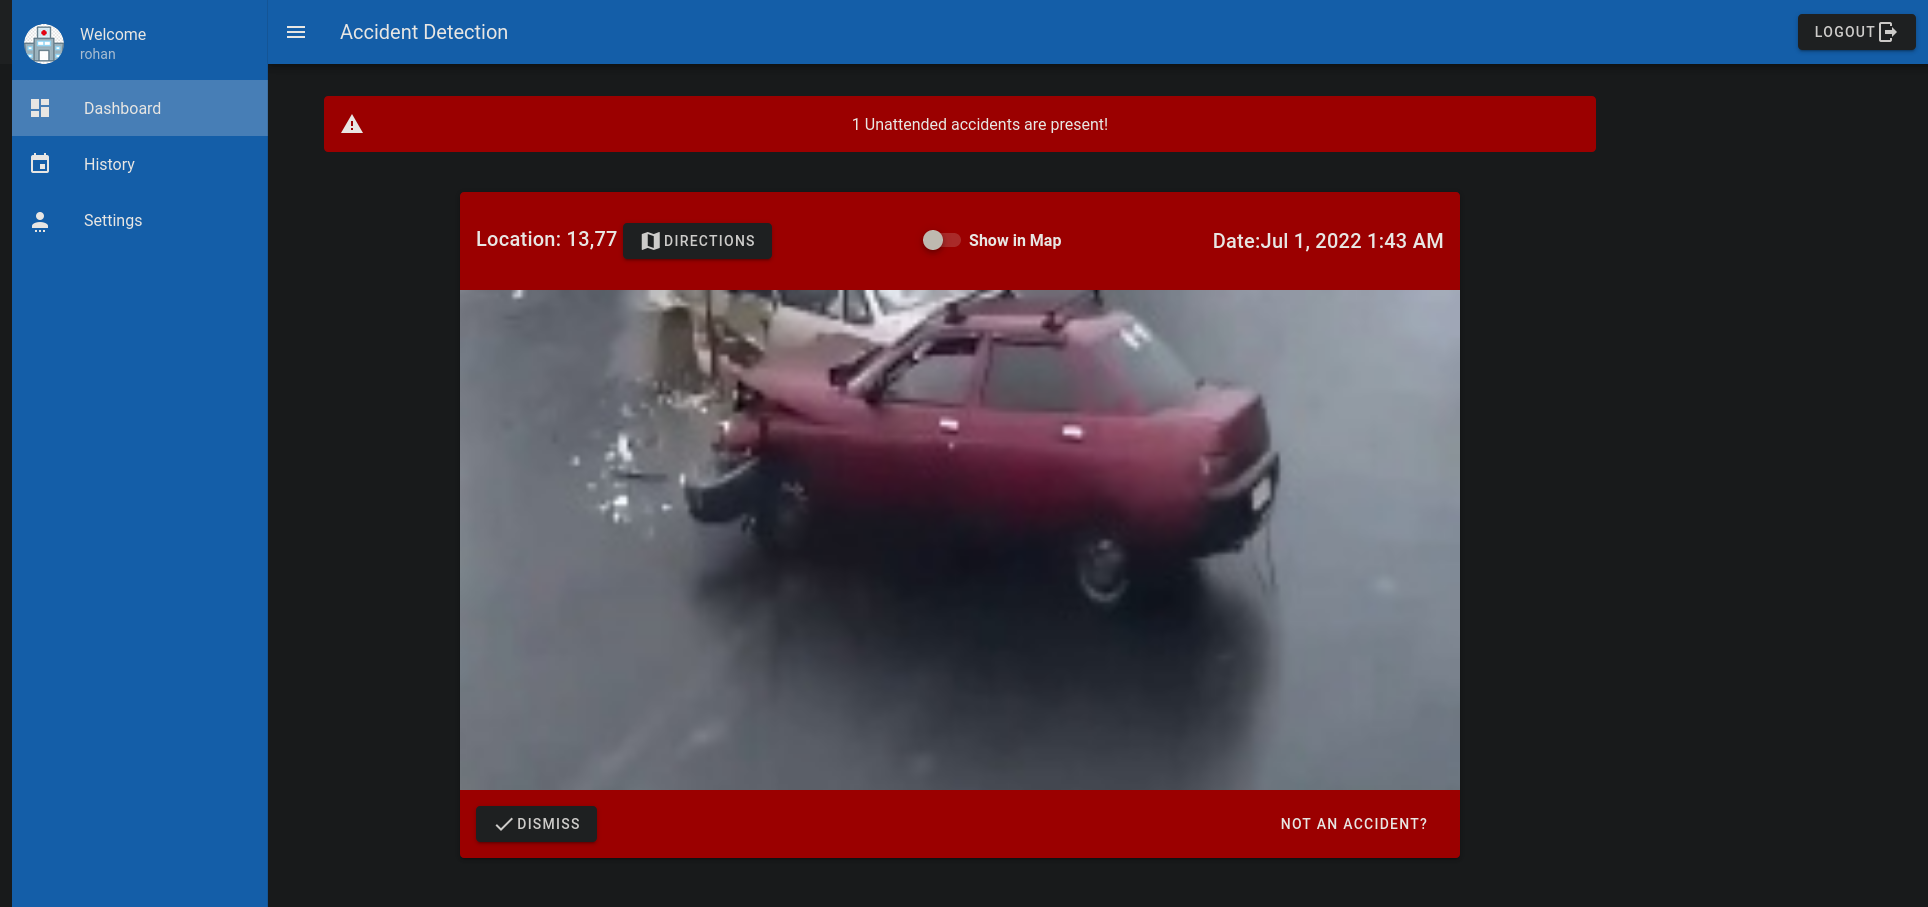 Welcome
rohan
Dashboard
History
Settings
Accident Detection
LOGOUT
1 Unattended accidents are present!
Location: 13,77
DIRECTIONS
Show in Map
Date:Jul 1, 2022 1:43 AM
DISMISS
NOT AN ACCIDENT?